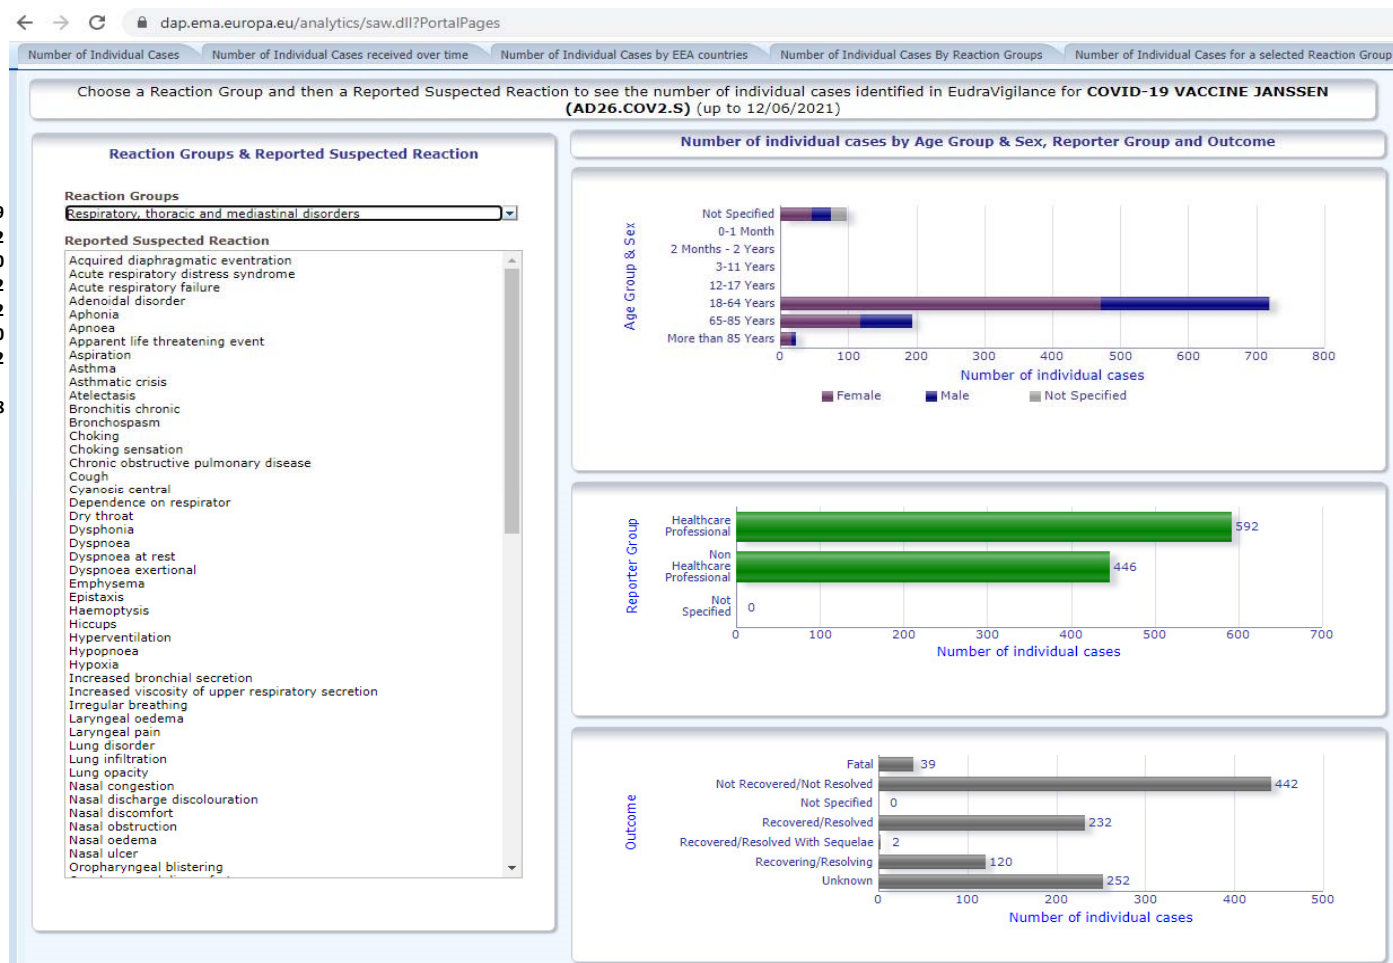 dap.ema.europa.eu/analytics/saw.dll?PortalPages
Number of Individual Cases
Number of Individual Cases received over time
Number of Individual Cases by EEA countries
Number of Individual Cases By Reaction Groups
Number of Individual Cases for a selected Reaction Group
Choose a Reaction Group and then a Reported Suspected Reaction to see the number of individual cases identified in EudraVigilance for COVID-19 VACCINE JANSSEN
(AD26.COV2.S) (up to 12/06/2021)
Reaction Groups & Reported Suspected Reaction
Reaction Groups
Respiratory, thoracic and mediastinal disorders
Reported Suspected Reaction
Acquired diaphragmatic eventration
Acute respiratory distress syndrome
Acute respiratory failure
Adenoidal disorder
Aphonia
Apnoea
Apparent life threatening event
Aspiration
Asthma
Asthmatic crisis
Atelectasis
Bronchitis chronic
Bronchospasm
Choking
Choking sensation
Chronic obstructive pulmonary disease
Cough
Cyanosis central
Dependence on respirator
Dry throat
Dysphonia
Dyspnoea
Dyspnoea at rest
Dyspnoea exertional
Emphysema
Epistaxis
Haemoptysis
Hiccups
Hyperventilation
Hypopnoea
Hypoxia
Increased bronchial secretion
Increased viscosity of upper respiratory secretion
Irregular breathing
Laryngeal oedema
Laryngeal pain
Lung disorder
Lung infiltration
Lung opacity
Nasal congestion
Nasal discharge discolouration
Nasal discomfort
Nasal obstruction
Nasal oedema
Nasal ulcer
Oropharyngeal blistering
9
2
0
2
2
0
2
3
Number of individual cases by Age Group & Sex, Reporter Group and Outcome
Age Group & Sex
Not Specified
0-1 Month
2 Months - 2 Years
3-11 Years
12-17 Years
18-64 Years
65-85 Years
More than 85 Years
0 100 200 300 400 500 600 700 800
Number of individual cases
Female Male Not Specified
Reporter Group
Healthcare
Professional
592
Non
Healthcare
Professional
446
Not
Specified
0
0 100 200 300 400 500 600 700
Number of individual cases
Outcome
Fatal 39
Not Recovered/Not Resolved 442
Not Specified 0
Recovered/Resolved 232
Recovered/Resolved With Sequelae 2
Recovering/Resolving 120
Unknown 252
0 100 200 300 400 500
Number of individual cases